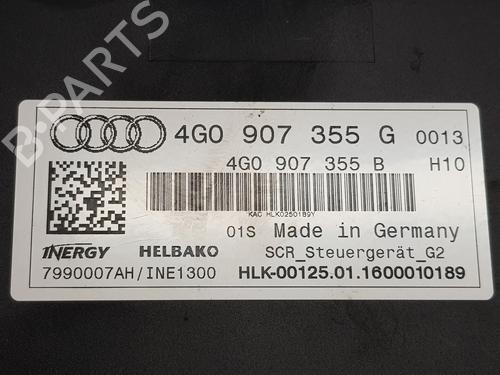 4G0 907 355 G 0013
4G0 907 355 B H10
KAC HLK0250189Y
01S Made in Germany
INERGY HELBAKO SCR_Steuergerät_G2
7990007AH/INE1300 HLK-00125.01.1600010189
B-PARTS